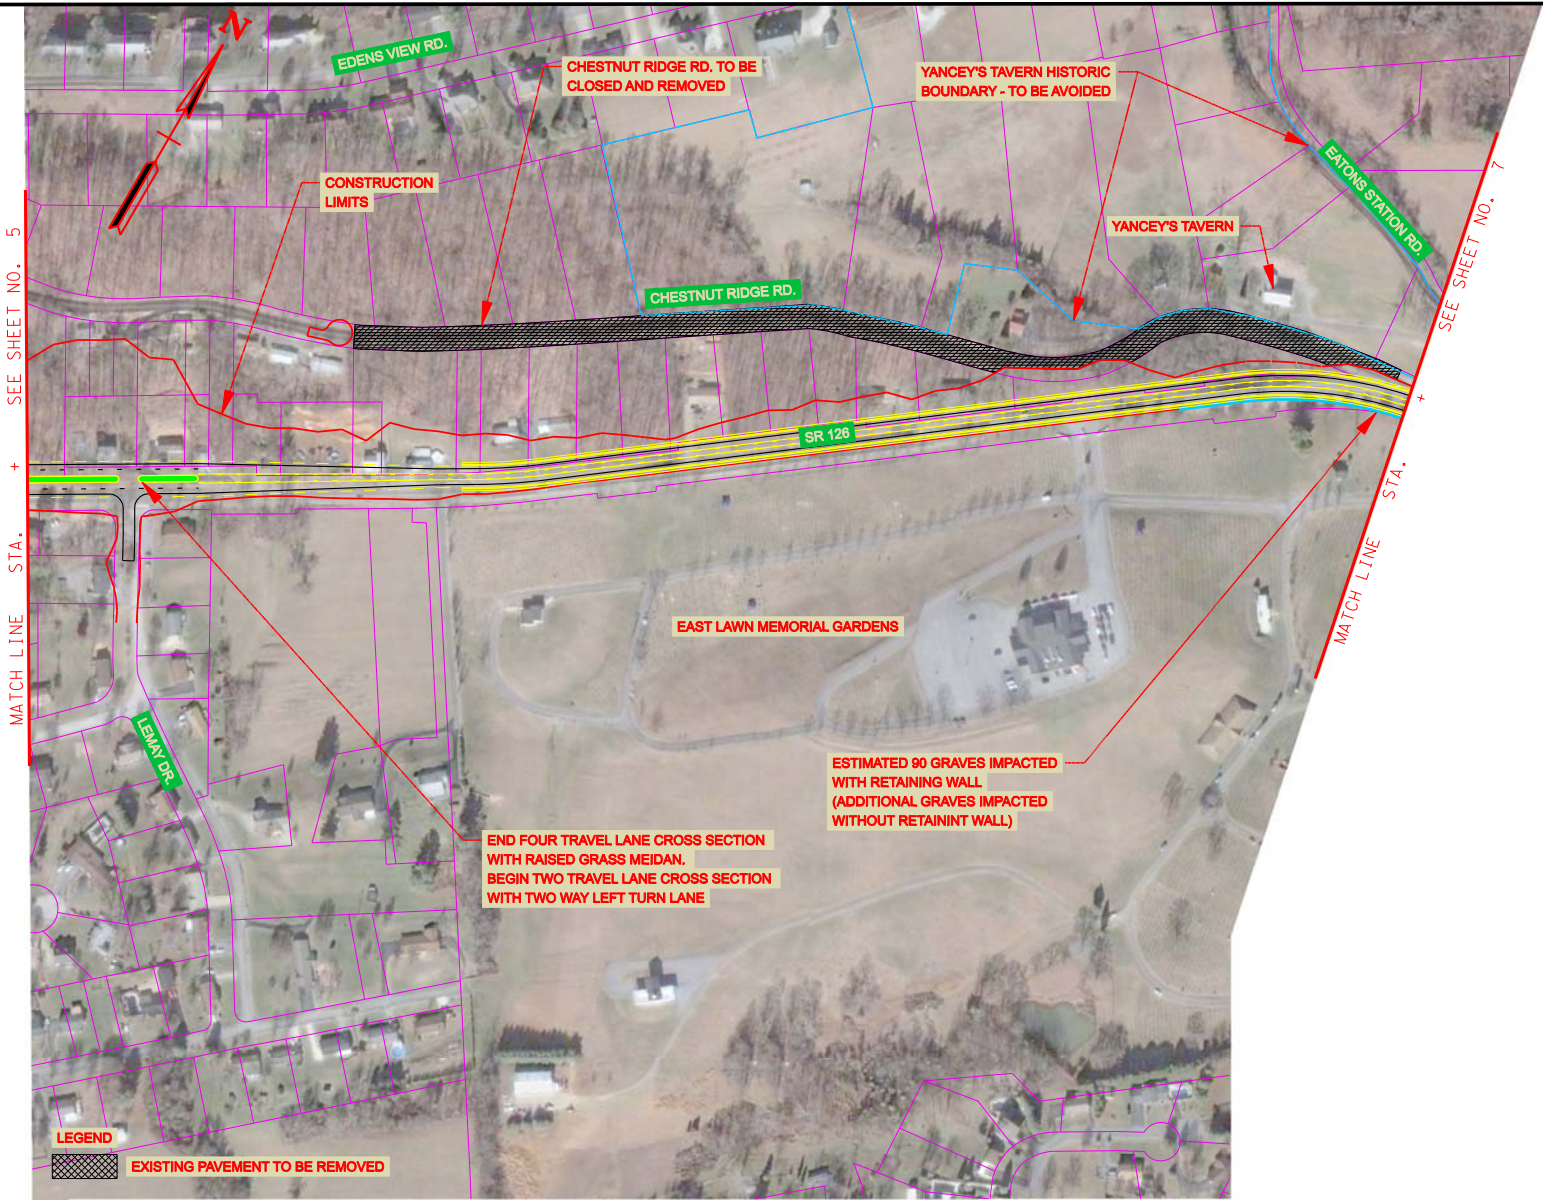 N
EDENS VIEW RD.
CHESTNUT RIDGE RD. TO BE
CLOSED AND REMOVED
YANCEY'S TAVERN HISTORIC
BOUNDARY - TO BE AVOIDED
EATONS STATION RD.
CONSTRUCTION
LIMITS
YANCEY'S TAVERN
CHESTNUT RIDGE RD.
SR 126
MATCH LINE STA. + SEE SHEET NO. 5
MATCH LINE STA. + SEE SHEET NO. 7
EAST LAWN MEMORIAL GARDENS
LEMAY DR.
ESTIMATED 90 GRAVES IMPACTED
WITH RETAINING WALL
(ADDITIONAL GRAVES IMPACTED
WITHOUT RETAININT WALL)
END FOUR TRAVEL LANE CROSS SECTION
WITH RAISED GRASS MEIDAN.
BEGIN TWO TRAVEL LANE CROSS SECTION
WITH TWO WAY LEFT TURN LANE
LEGEND
EXISTING PAVEMENT TO BE REMOVED